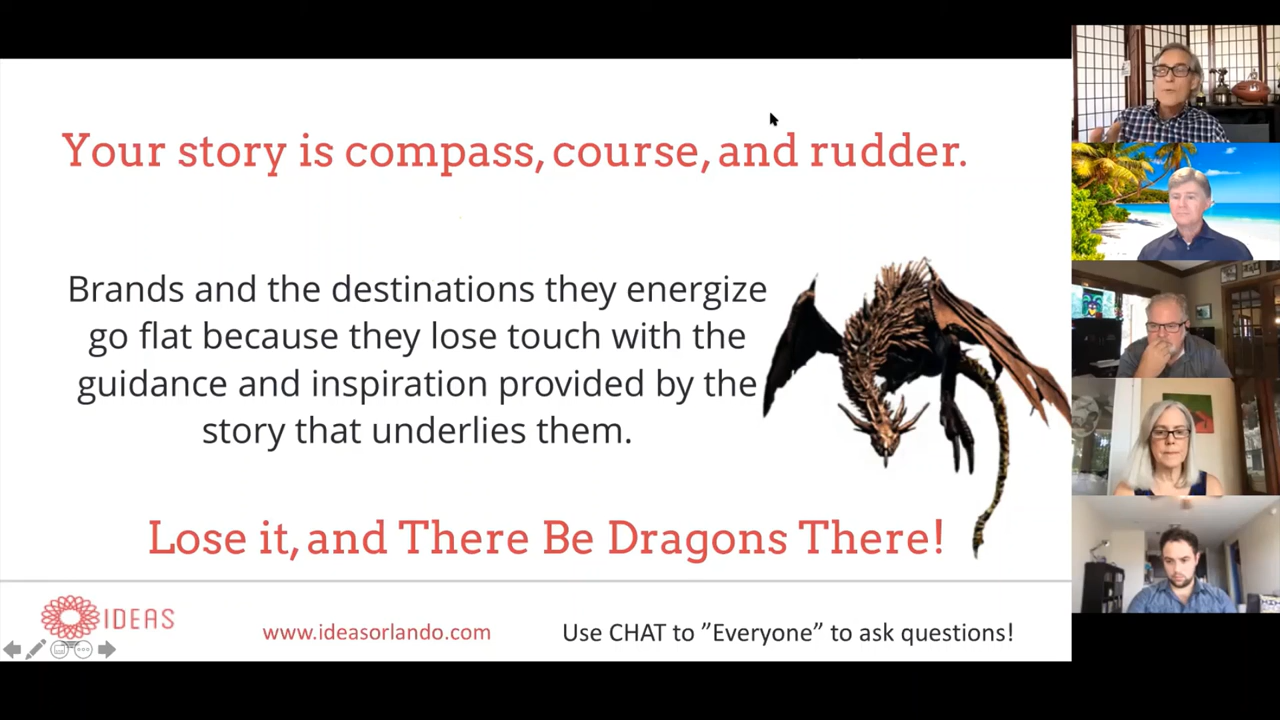 Your story is compass, course, and rudder.
Brands and the destinations they energize
go flat because they lose touch with the
guidance and inspiration provided by the
story that underlies them.
Lose it, and There Be Dragons There!
IDEAS
www.ideasorlando.com
Use CHAT to ”Everyone” to ask questions!